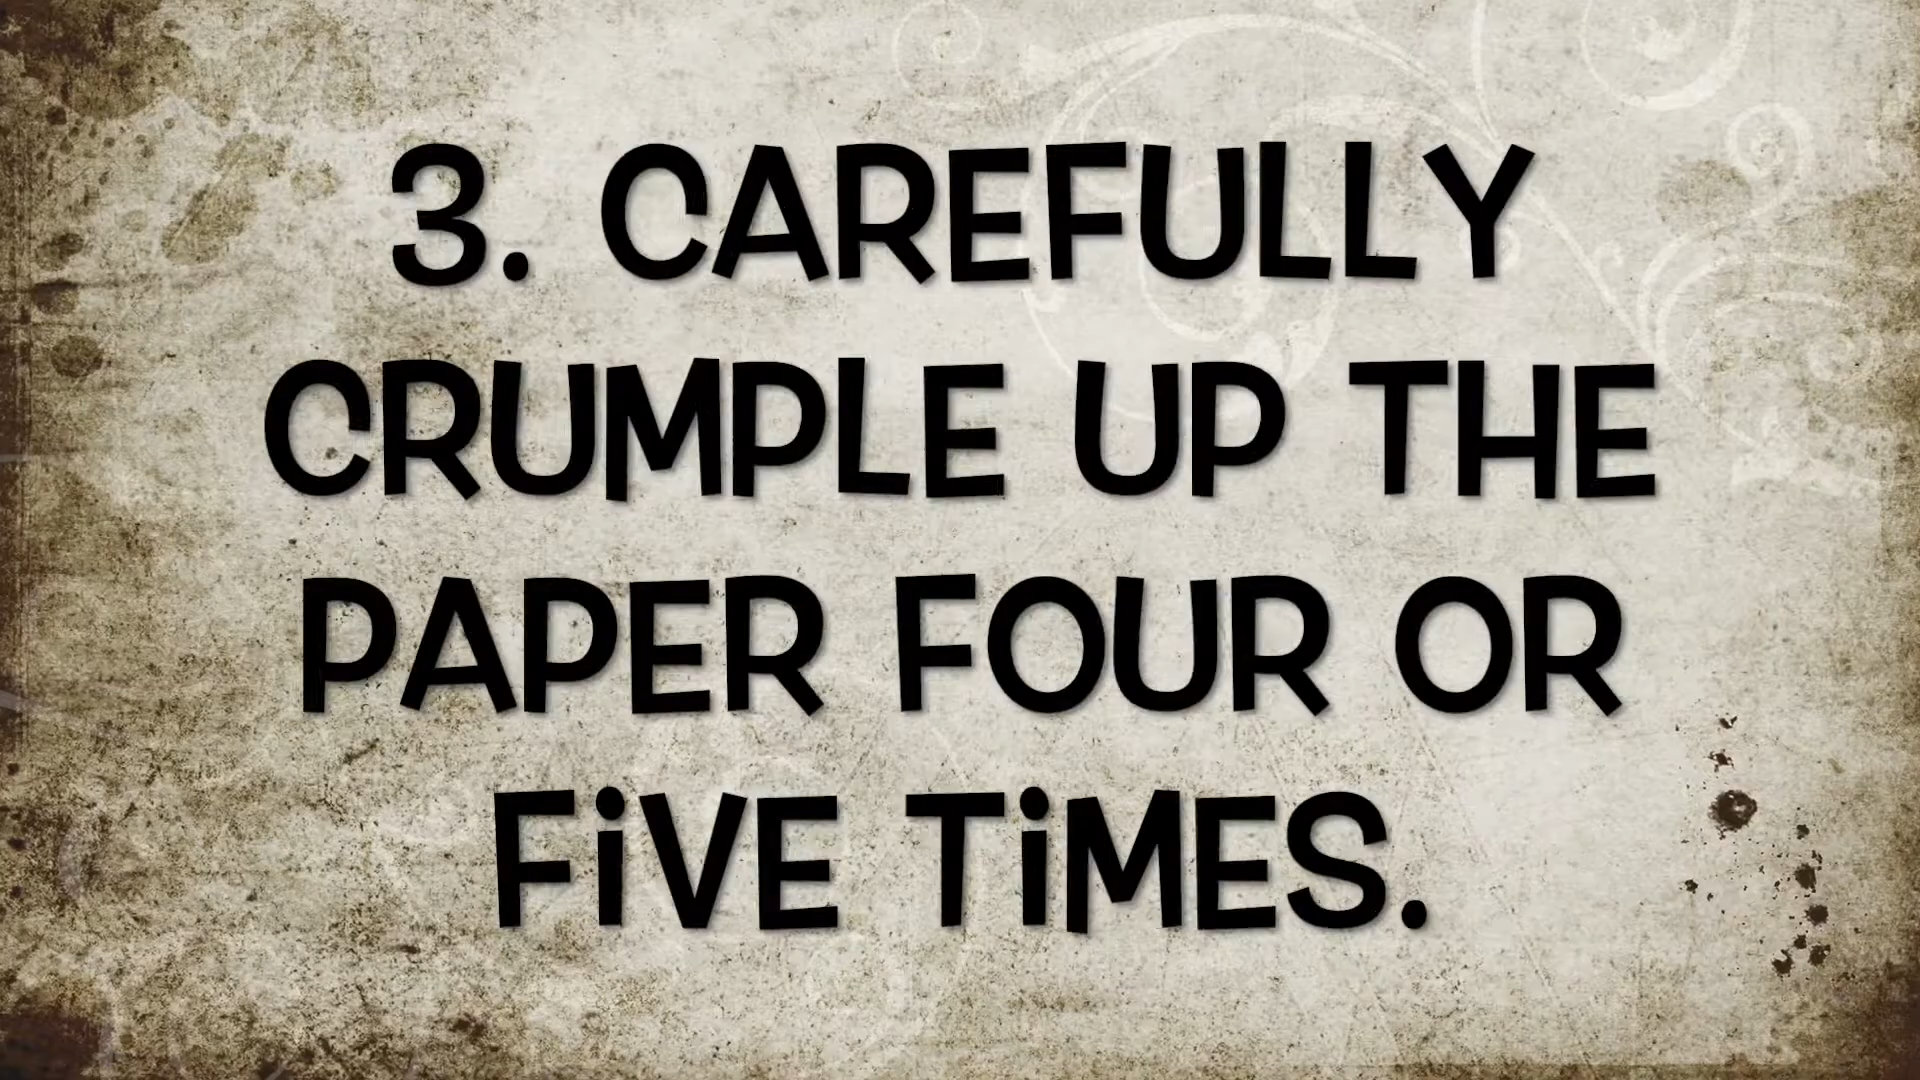 3. CAREFULLY
CRUMPLE UP THE
PAPER FOUR OR
FiVE TiMES.